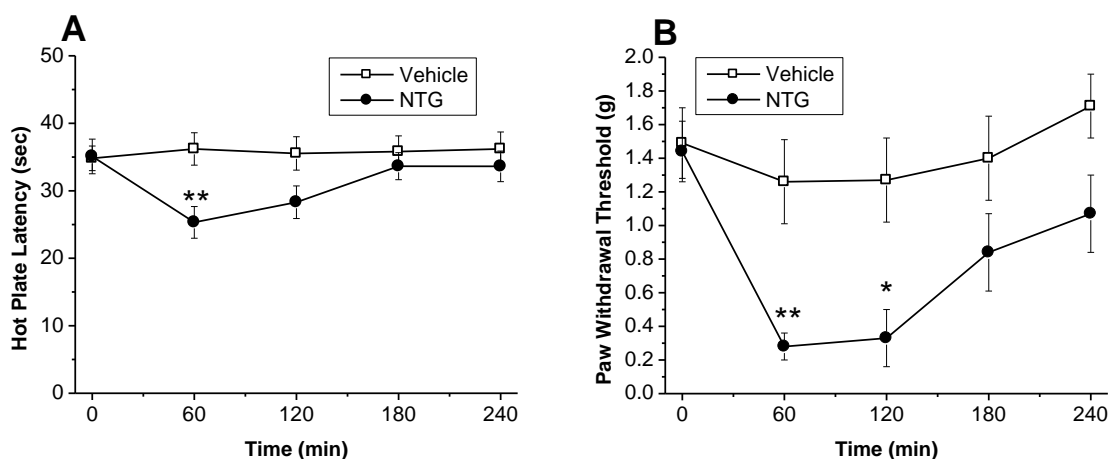 A
Hot Plate Latency (sec)
50
40
30
20
10
0
Vehicle
NTG
**
0 60 120 180 240
Time (min)
B
Paw Withdrawal Threshold (g)
2.0
1.8
1.6
1.4
1.2
1.0
0.8
0.6
0.4
0.2
0.0
Vehicle
NTG
**
*
0 60 120 180 240
Time (min)